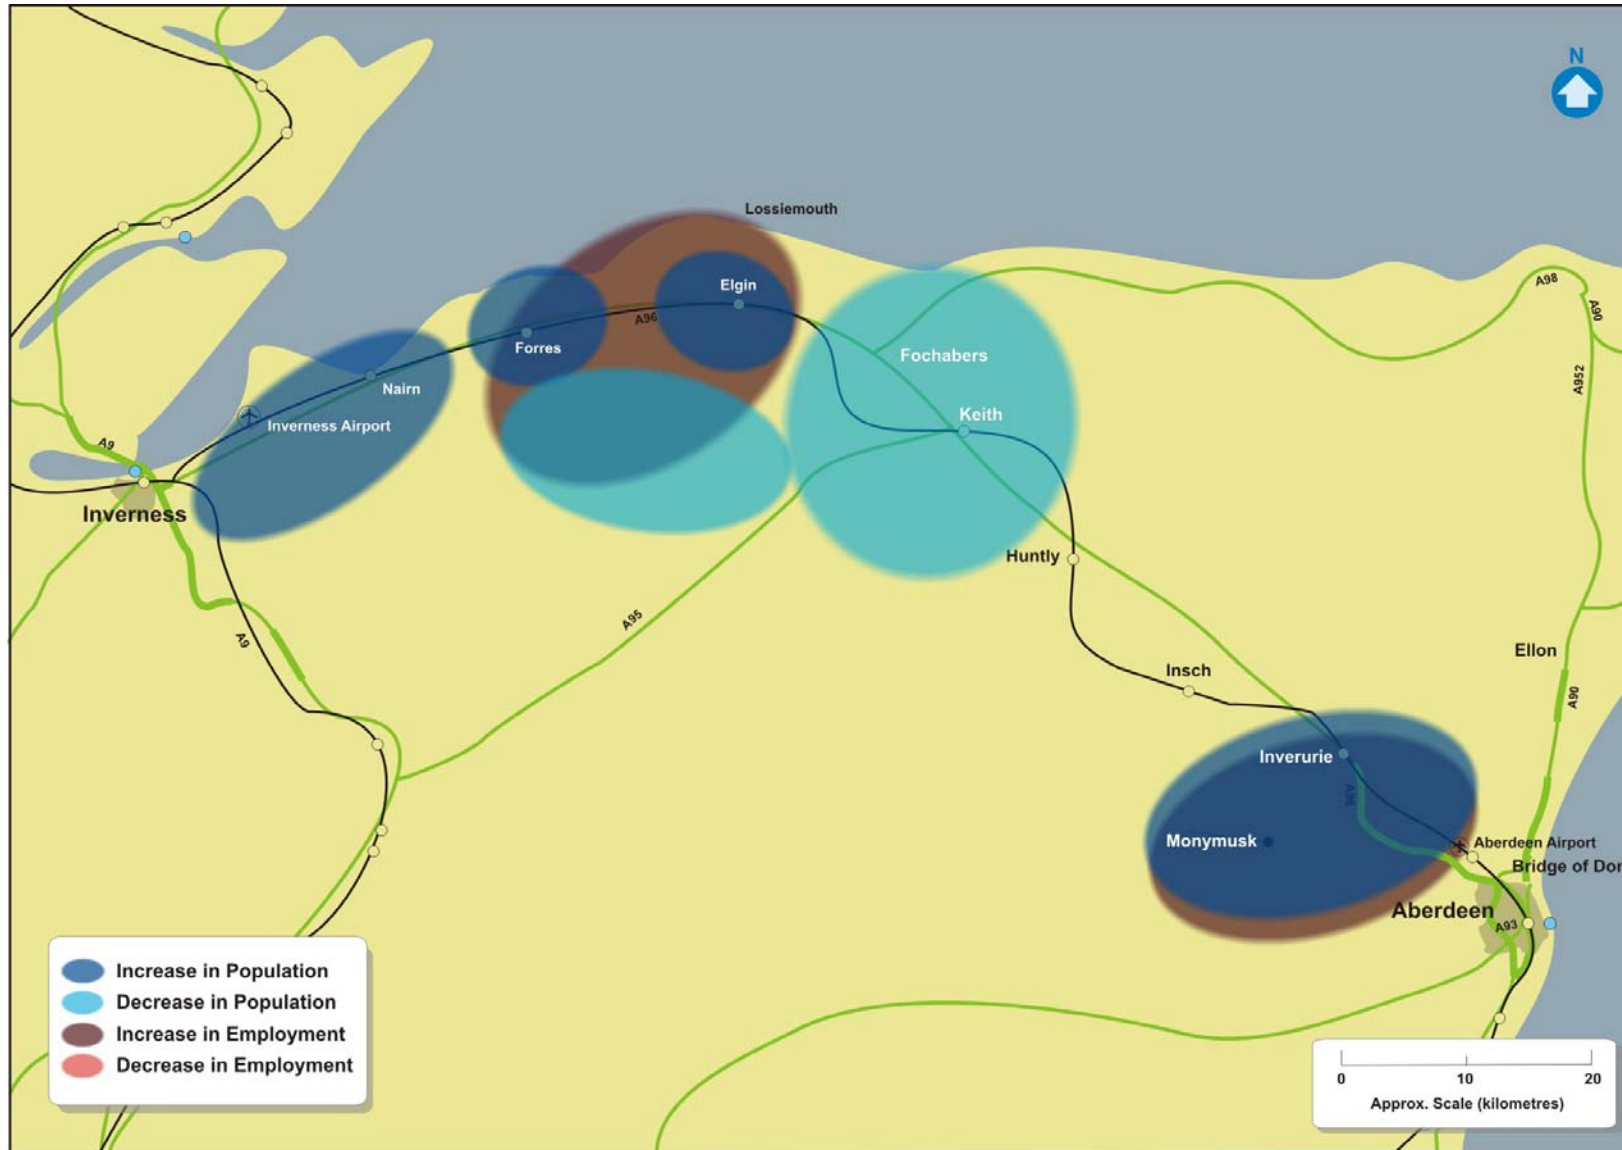 N
Lossiemouth
A98
Elgin
A90
A96
Forres
Fochabers
A952
Nairn
Keith
Inverness Airport
A9
Inverness
Huntly
A95
A9
Ellon
Insch
A90
Inverurie
A96
Monymusk
Aberdeen Airport
Bridge of Don
Aberdeen
A93
Increase in Population
Decrease in Population
Increase in Employment
Decrease in Employment
0 10 20
Approx. Scale (kilometres)